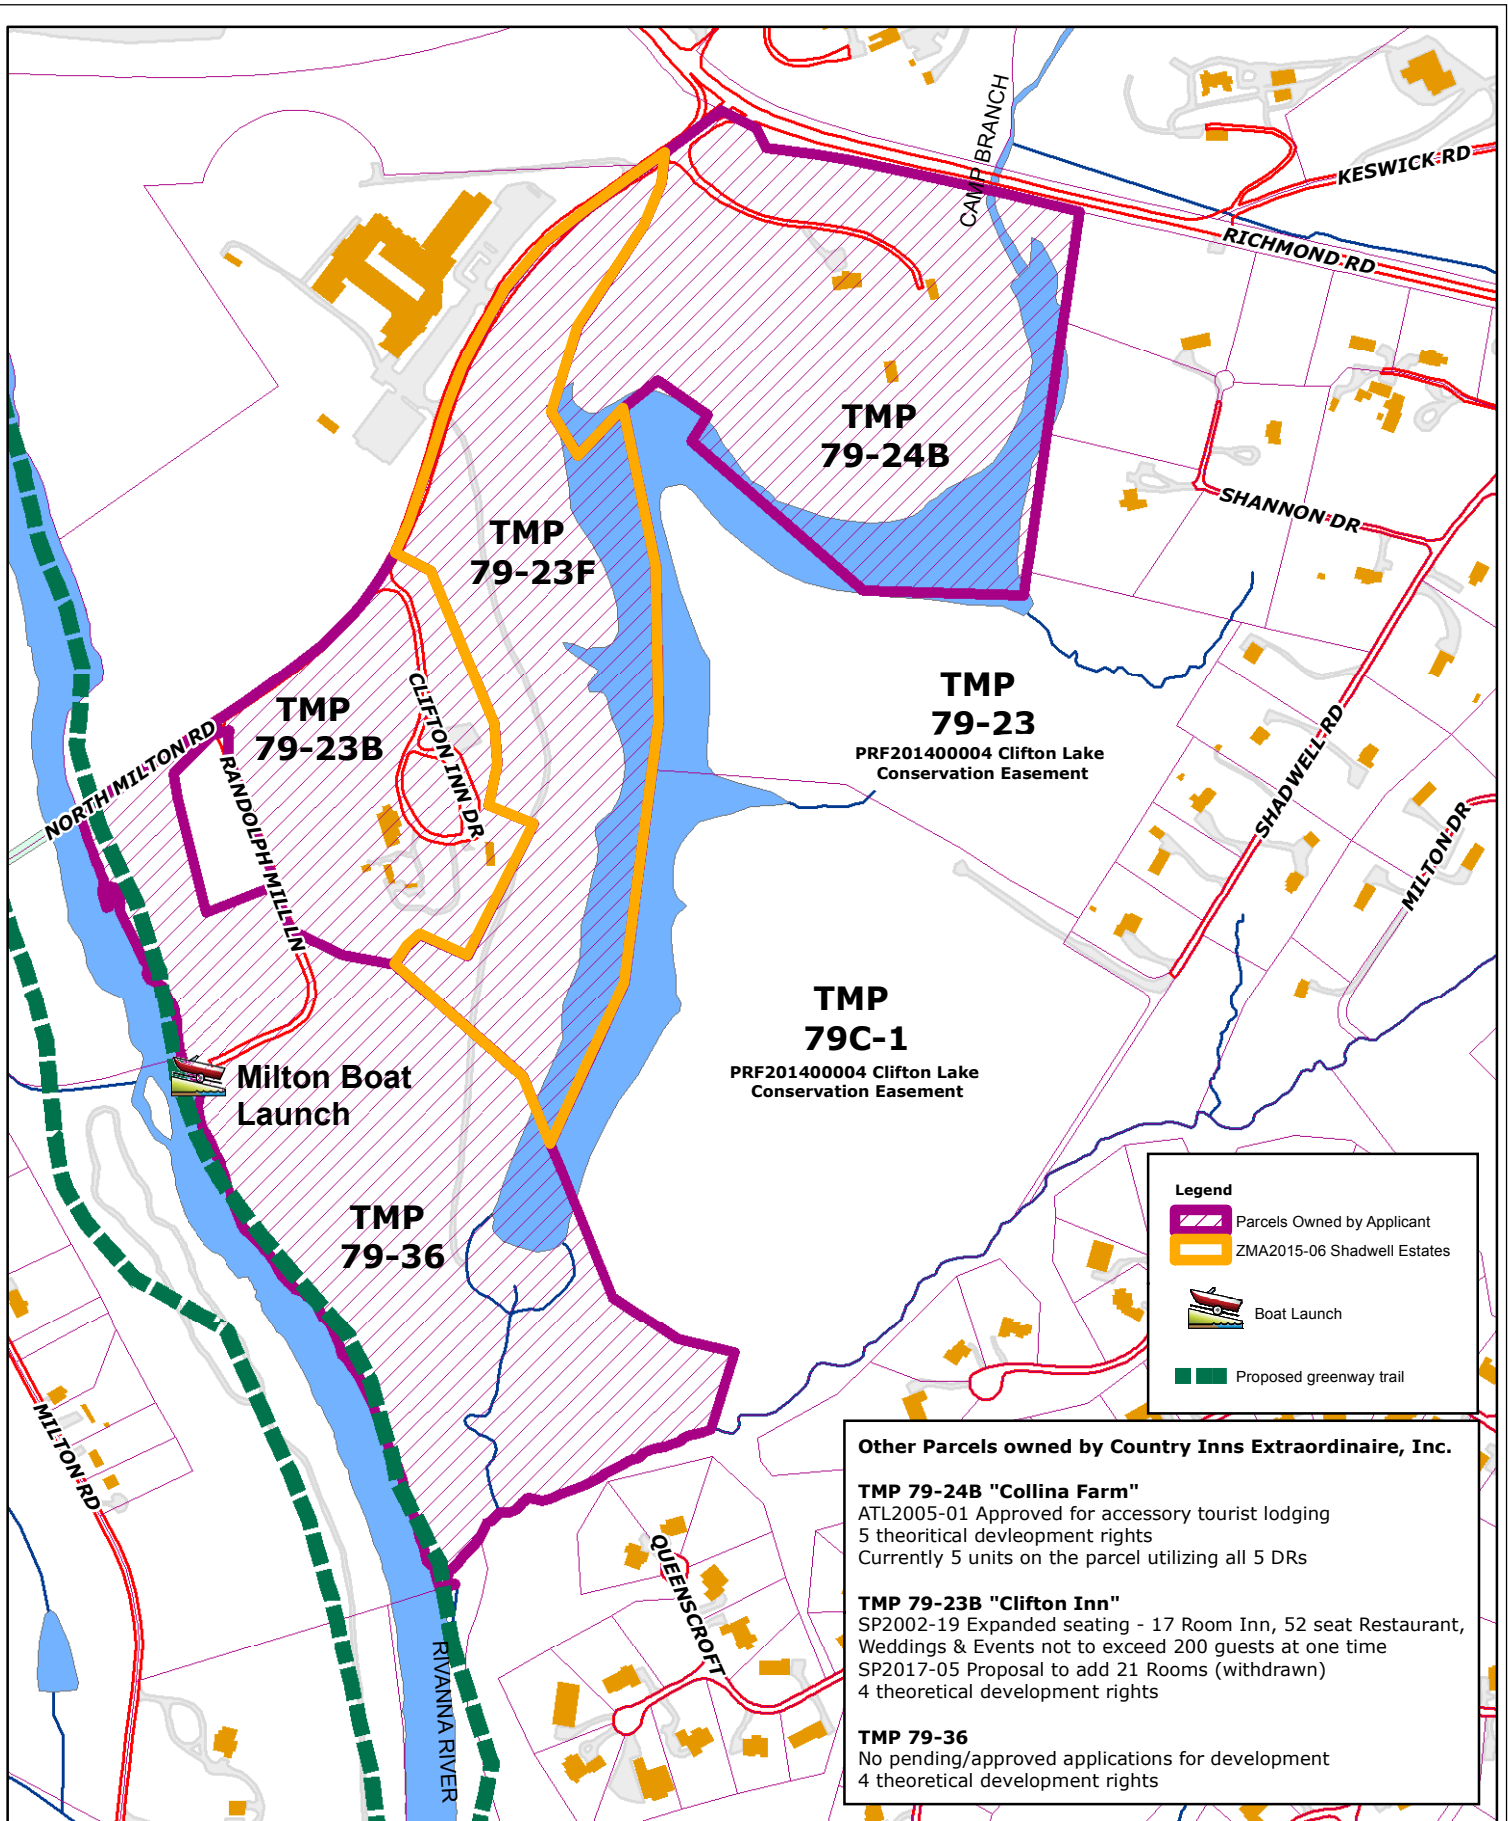 CAMP BRANCH
KESWICK RD
RICHMOND RD
TMP
79-24B
SHANNON DR
TMP
79-23F
TMP
79-23
PRF201400004 Clifton Lake
Conservation Easement
TMP
79-23B
CLIFTON INN DR
NORTH MILTON RD
RANDOLPH MILL LN
SHADWELL RD
MILTON DR
TMP
79C-1
PRF201400004 Clifton Lake
Conservation Easement
Milton Boat
Launch
TMP
79-36
MILTON RD
QUEENSCROFT
RIVANNA RIVER
Legend
Parcels Owned by Applicant
ZMA2015-06 Shadwell Estates
Boat Launch
Proposed greenway trail
Other Parcels owned by Country Inns Extraordinaire, Inc.
TMP 79-24B "Collina Farm"
ATL2005-01 Approved for accessory tourist lodging
5 theoritical devleopment rights
Currently 5 units on the parcel utilizing all 5 DRs
TMP 79-23B "Clifton Inn"
SP2002-19 Expanded seating - 17 Room Inn, 52 seat Restaurant,
Weddings & Events not to exceed 200 guests at one time
SP2017-05 Proposal to add 21 Rooms (withdrawn)
4 theoretical development rights
TMP 79-36
No pending/approved applications for development
4 theoretical development rights